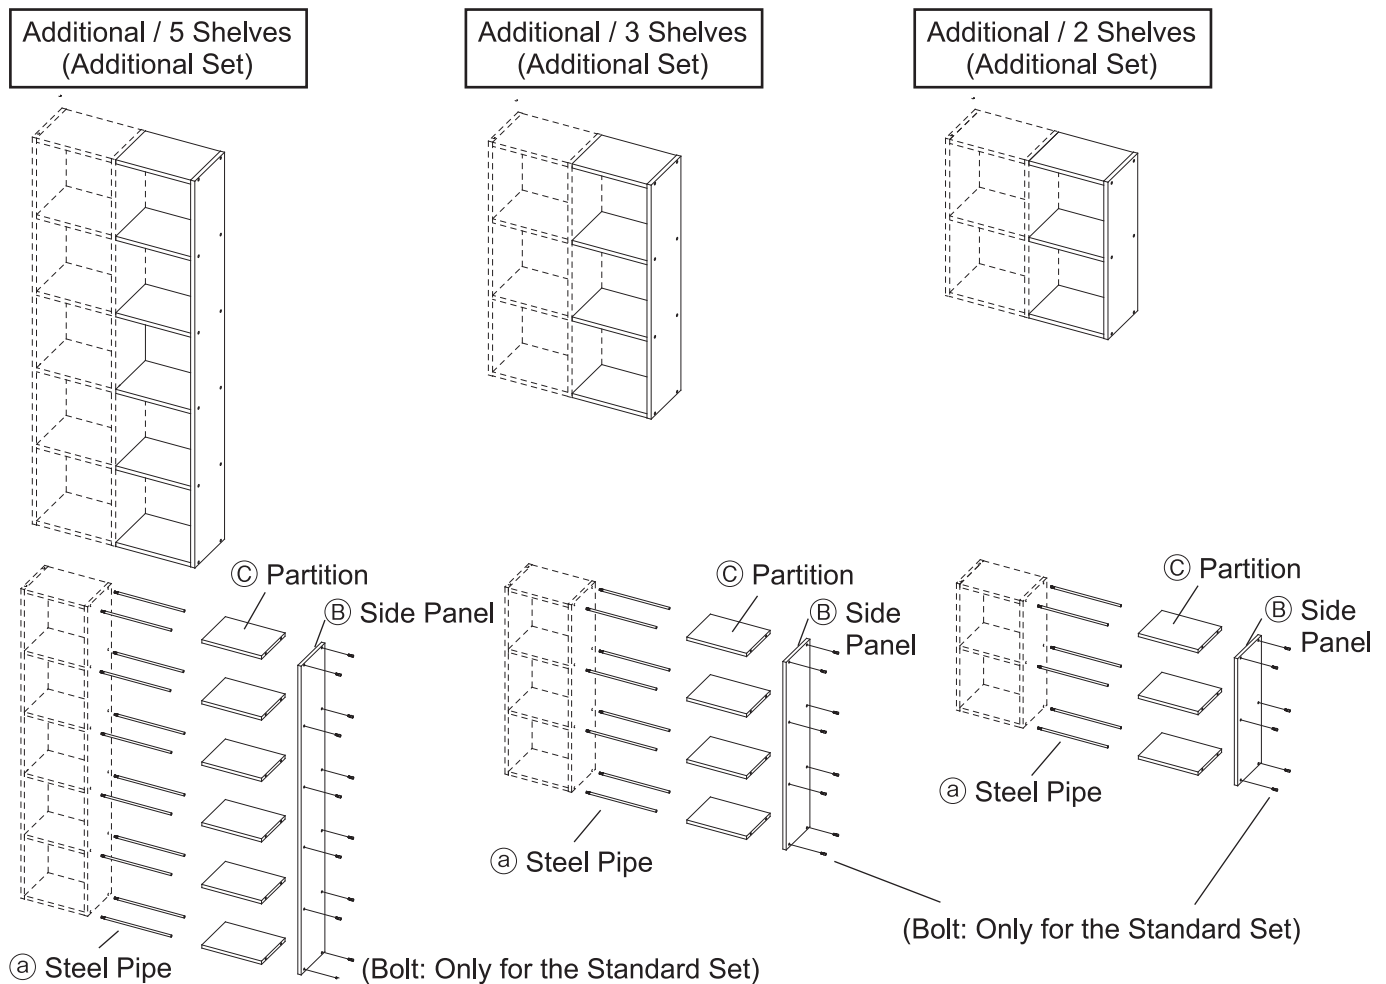 Additional / 5 Shelves
(Additional Set)
Additional / 3 Shelves
(Additional Set)
Additional / 2 Shelves
(Additional Set)
Ⓒ Partition
Ⓑ Side Panel
ⓐ Steel Pipe
(Bolt: Only for the Standard Set)
Ⓒ Partition
Ⓑ Side
Panel
ⓐ Steel Pipe
Ⓒ Partition
Ⓑ Side
Panel
ⓐ Steel Pipe
(Bolt: Only for the Standard Set)